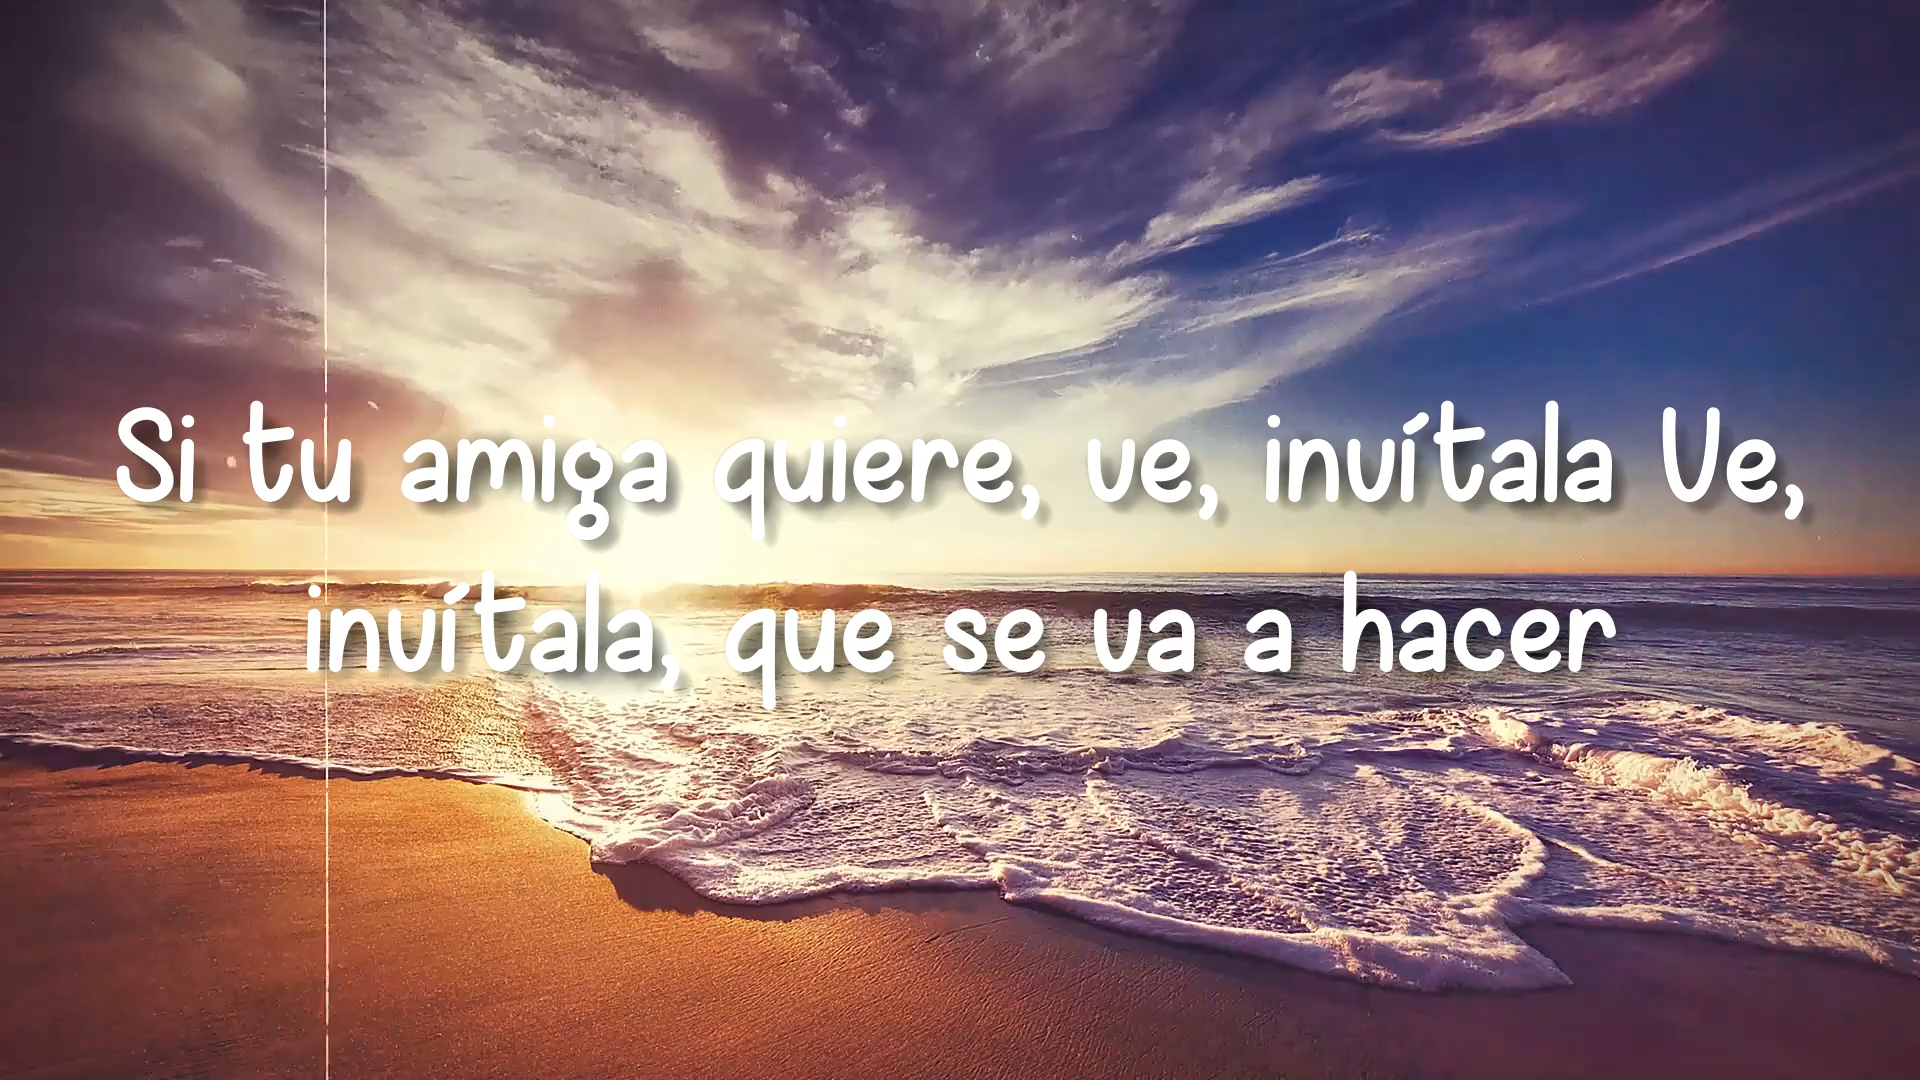 Si tu amiga quiere, ve, invítala Ve,
invítala, que se va a hacer